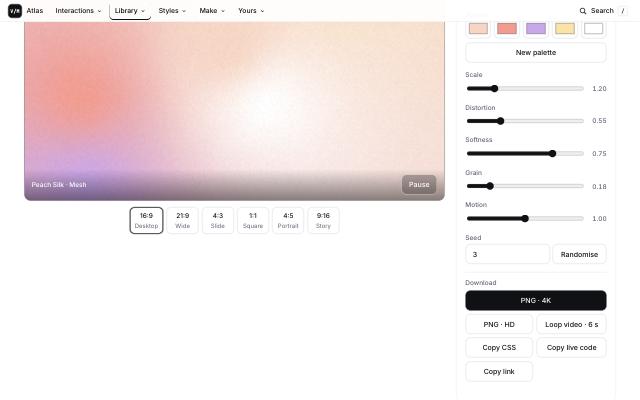 V/M Atlas Interactions Library Styles Make Yours Search /
New palette
Scale
1.20
Distortion
0.55
Softness
0.75
Grain
0.18
Motion
1.00
Seed
3 Randomise
Download
PNG · 4K
PNG · HD Loop video · 6 s
Copy CSS Copy live code
Copy link
Peach Silk · Mesh Pause
16:9 21:9 4:3 1:1 4:5 9:16
Desktop Wide Slide Square Portrait Story